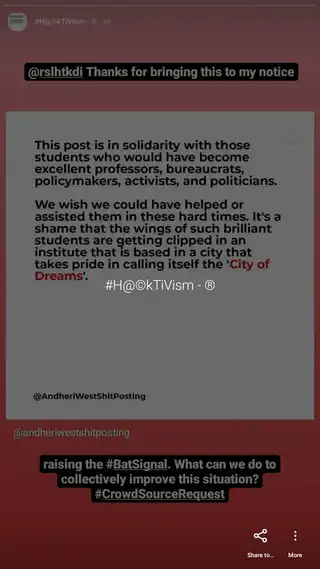 #H@©kTiVism - ®
@rslhtkdi Thanks for bringing this to my notice
This post is in solidarity with those
students who would have become
excellent professors, bureaucrats,
policymakers, activists, and politicians.
We wish we could have helped or
assisted them in these hard times. It's a
shame that the wings of such brilliant
students are getting clipped in an
institute that is based in a city that
takes pride in calling itself the 'City of
Dreams'.
#H@©kTiVism - ®
@AndheriWestShitPosting
@andheriwestshitposting
raising the #BatSignal. What can we do to
collectively improve this situation?
#CrowdSourceRequest
Share to...
More